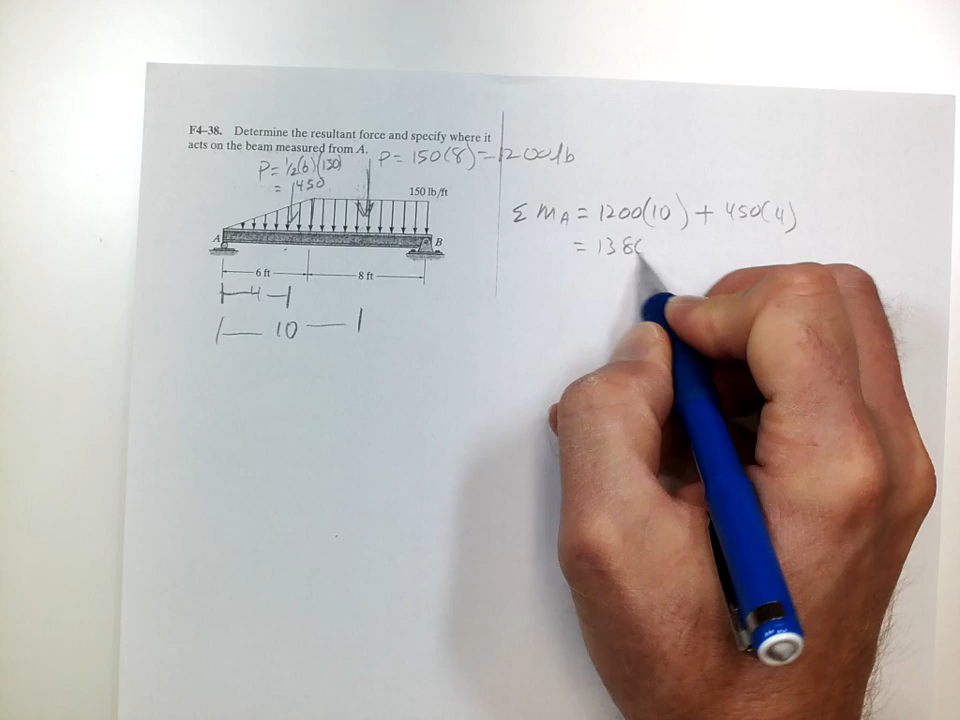 F4–38. Determine the resultant force and specify where it
acts on the beam measured from A.
P = 150(8) = 1200 lb
P = ½(6)(150)
= 450
150 lb/ft
A
B
6 ft
8 ft
4
10
Σ MA = 1200(10) + 450(4)
= 138